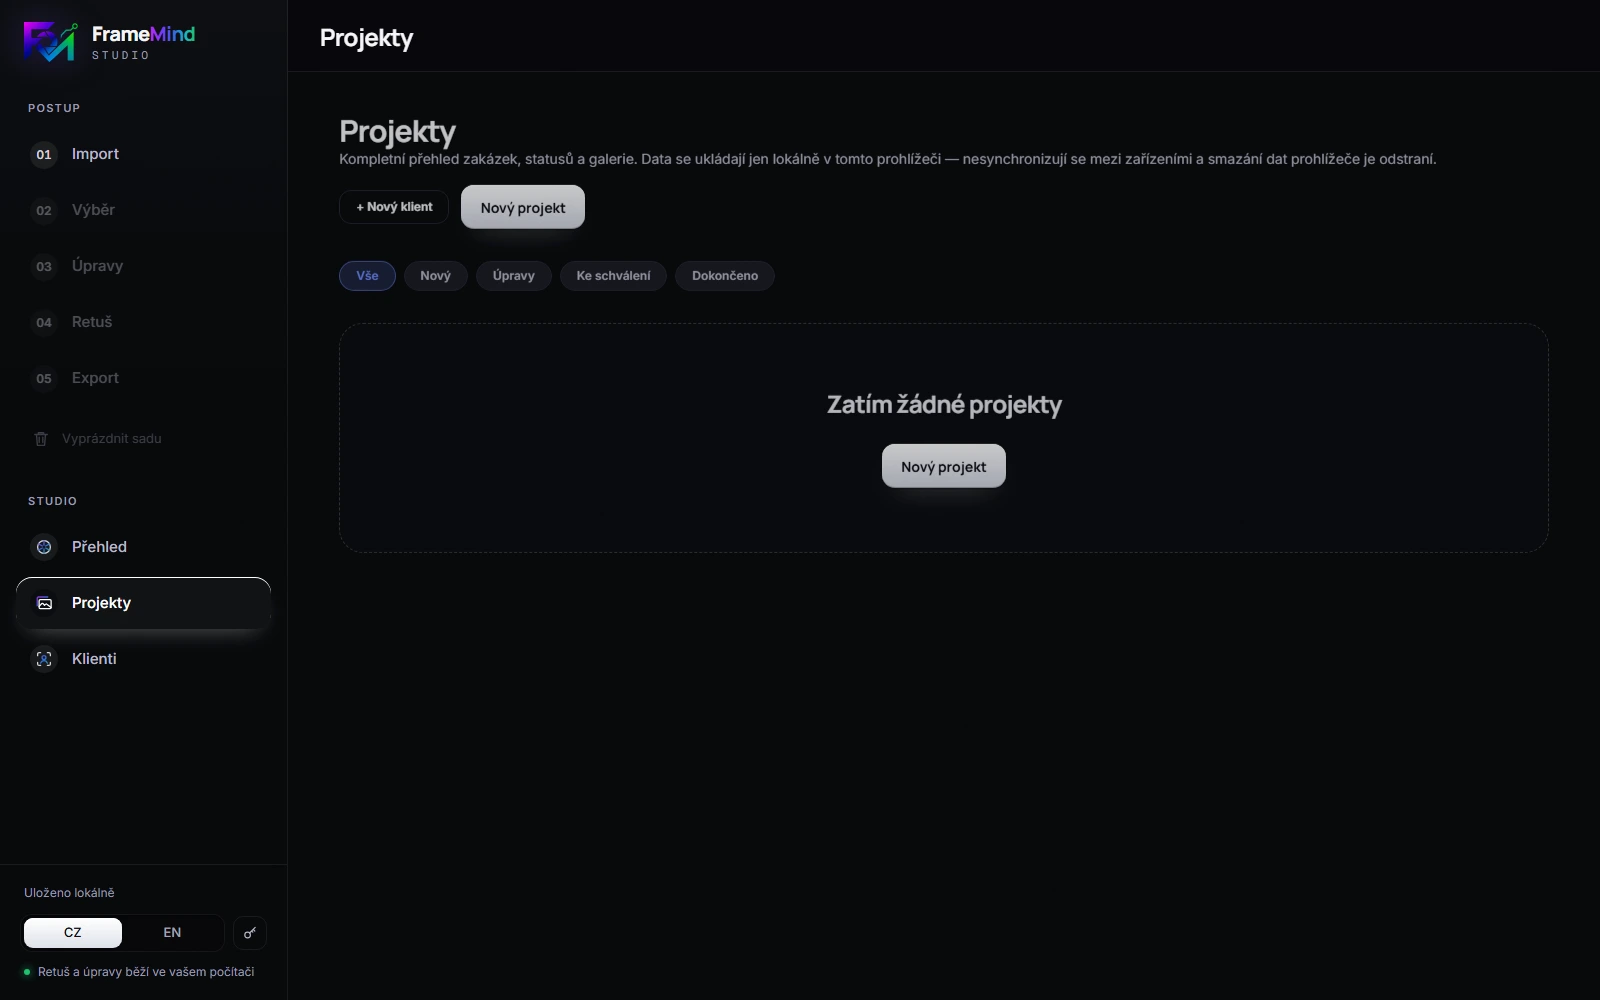 FrameMind
STUDIO
POSTUP
01 Import
02 Výběr
03 Úpravy
04 Retuš
05 Export
Vyprázdnit sadu
STUDIO
Přehled
Projekty
Klienti
Uloženo lokálně
CZ EN
Retuš a úpravy běží ve vašem počítači
Projekty
Projekty
Kompletní přehled zakázek, statusů a galerie. Data se ukládají jen lokálně v tomto prohlížeči — nesynchronizují se mezi zařízeními a smazání dat prohlížeče je odstraní.
+ Nový klient Nový projekt
Vše Nový Úpravy Ke schválení Dokončeno
Zatím žádné projekty
Nový projekt